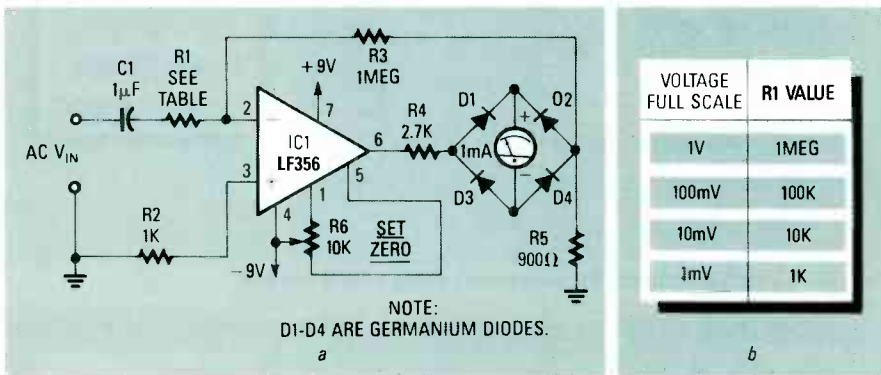 C1
1µF
R1
SEE
TABLE
AC VIN
R2
1K
2
3
4
7
6
5
1
+9V
-9V
IC1
LF356
R3
1MEG
R4
2.7K
R6
10K
SET
ZERO
D1
D2
D3
D4
1mA
+
-
R5
900Ω
NOTE:
D1-D4 ARE GERMANIUM DIODES.
a
VOLTAGE FULL SCALE R1 VALUE
1V 1MEG
100mV 100K
10mV 10K
1mV 1K
b